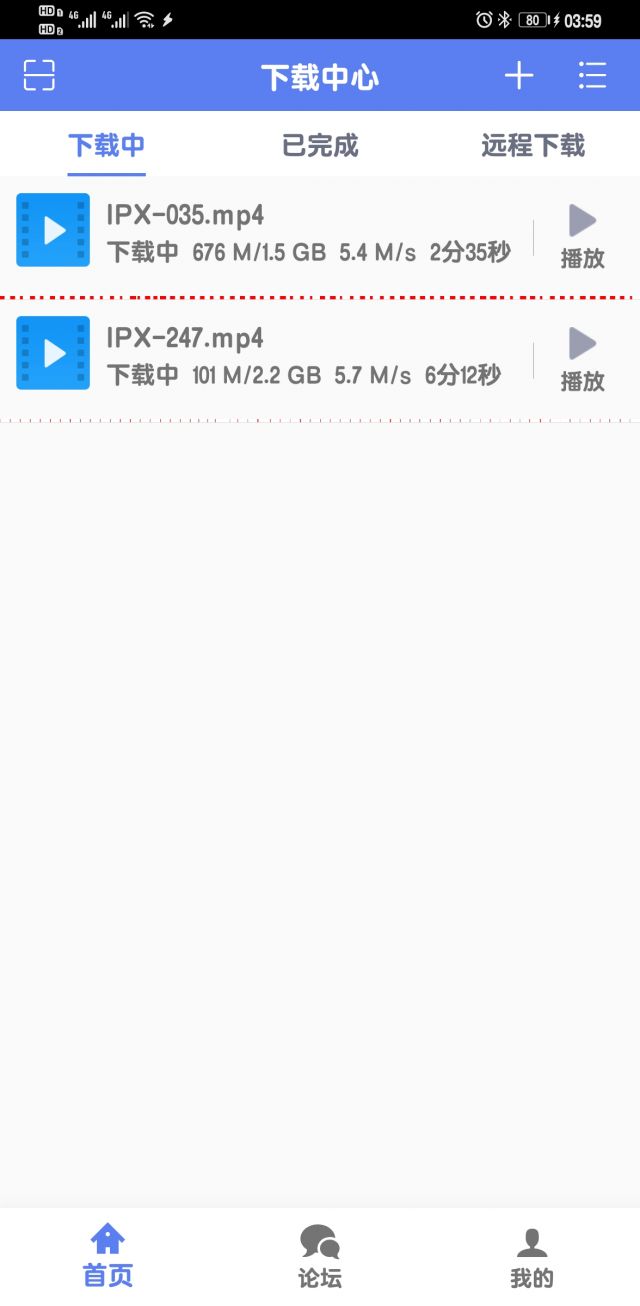 HD 1
HD 2
4G
4G
80
03:59
下载中心
下载中
已完成
远程下载
IPX-035.mp4
下载中 676 M/1.5 GB 5.4 M/s 2分35秒
播放
IPX-247.mp4
下载中 101 M/2.2 GB 5.7 M/s 6分12秒
播放
首页
论坛
我的